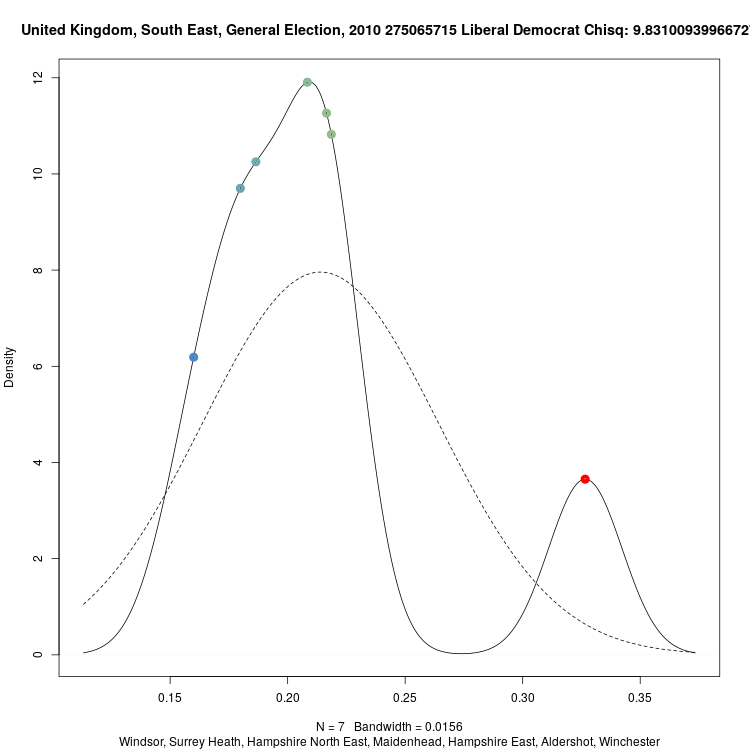 United Kingdom, South East, General Election, 2010 275065715 Liberal Democrat Chisq: 9.831009399667
12
10
8
6
4
2
0
Density
0.15 0.20 0.25 0.30 0.35
N = 7 Bandwidth = 0.0156
Windsor, Surrey Heath, Hampshire North East, Maidenhead, Hampshire East, Aldershot, Winchester